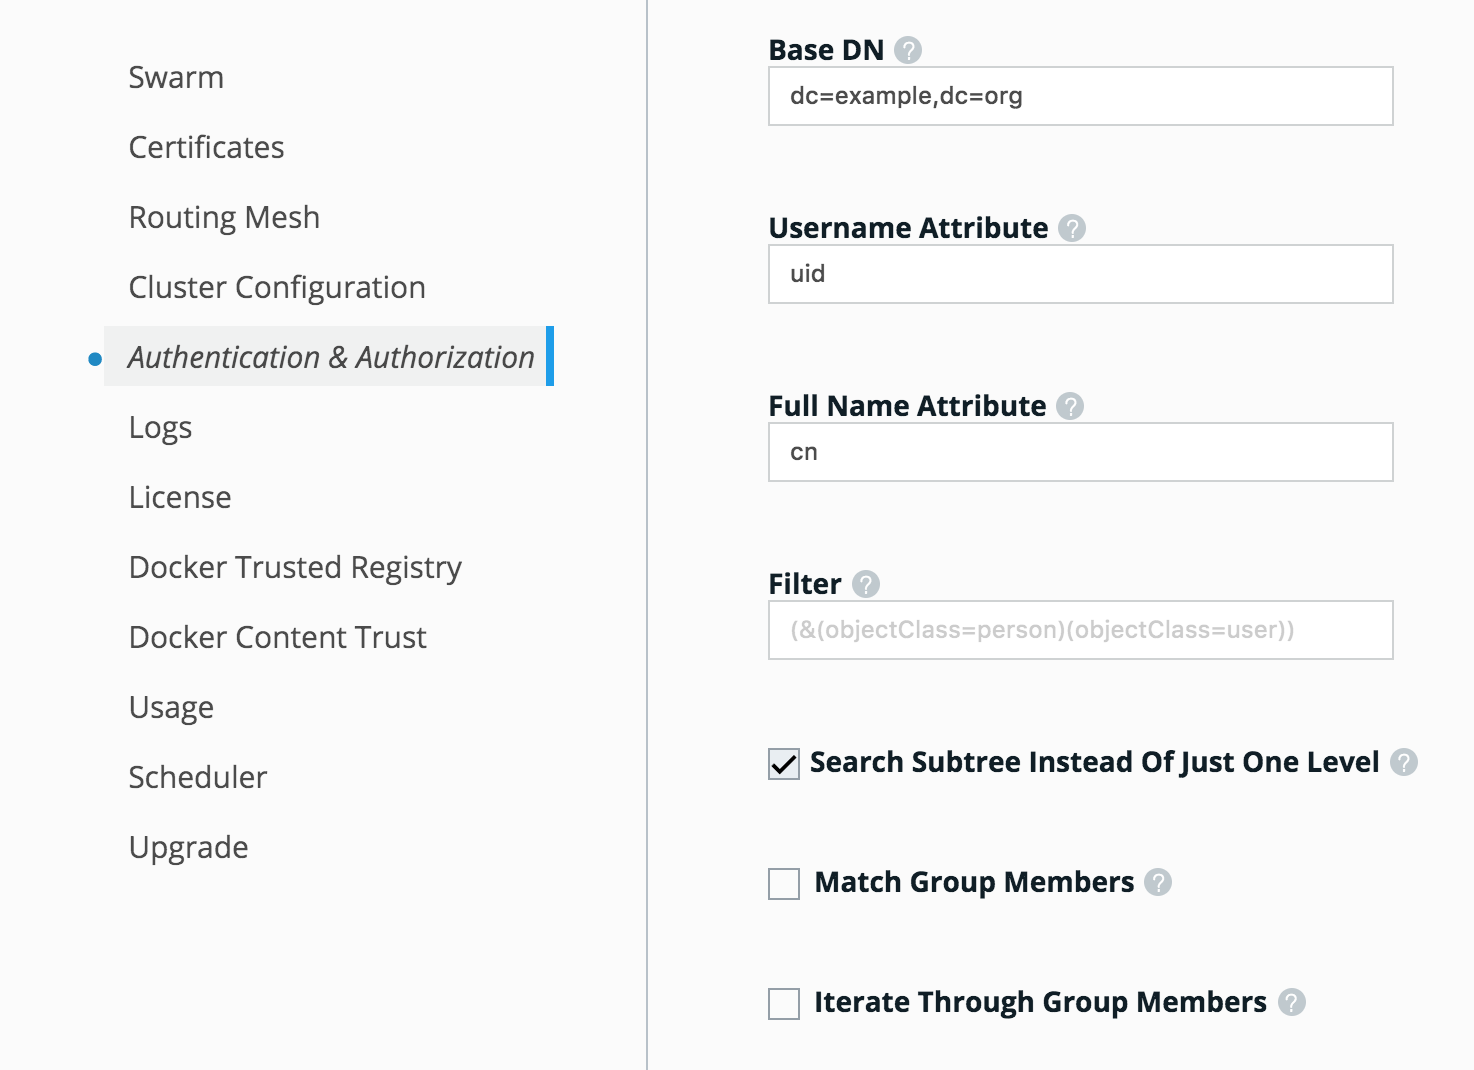 Swarm
Certificates
Routing Mesh
Cluster Configuration
Authentication & Authorization
Logs
License
Docker Trusted Registry
Docker Content Trust
Usage
Scheduler
Upgrade
Base DN ?
dc=example,dc=org
Username Attribute ?
uid
Full Name Attribute ?
cn
Filter ?
(&(objectClass=person)(objectClass=user))
Search Subtree Instead Of Just One Level ?
Match Group Members ?
Iterate Through Group Members ?